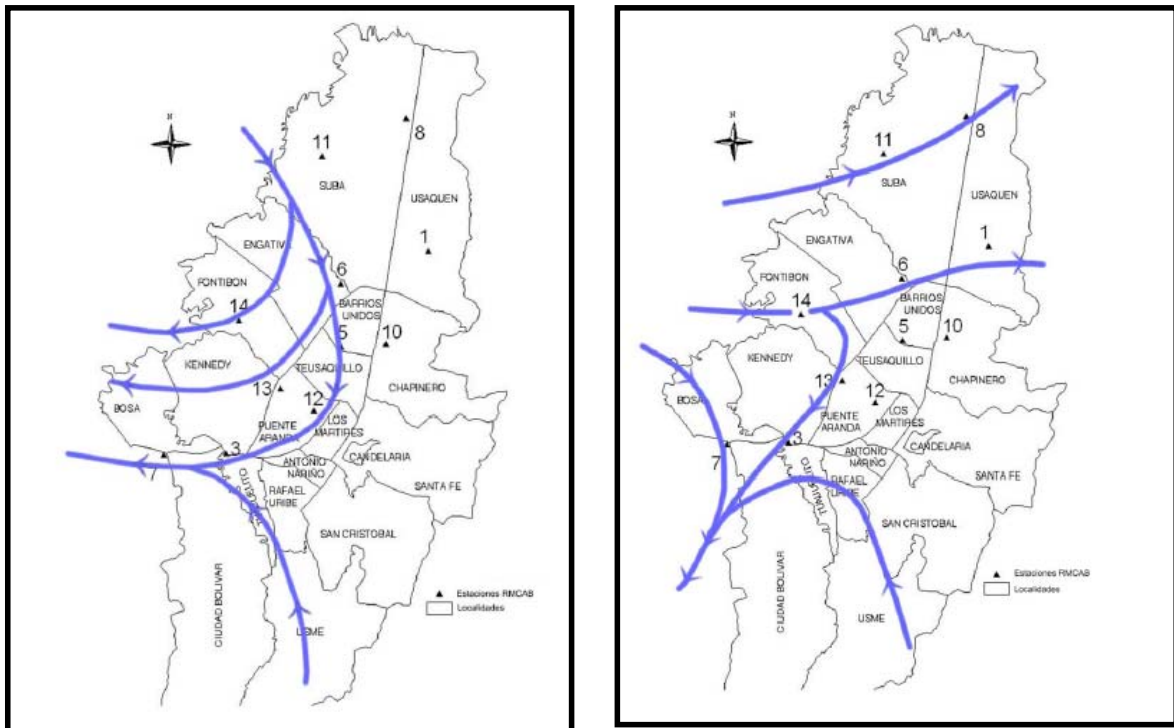 N
11
8
SUBA
USAQUEN
ENGATIVA
1
FONTIBON
6
14
BARRIOS
UNIDOS
5
10
KENNEDY
TEUSAQUILLO
13
CHAPINERO
BOSA
12
PUENTE
ARANDA
LOS
MARTIRES
3
CANDELARIA
ANTONIO
NARIÑO
7
SANTA FE
RAFAEL
URIBE
SAN CRISTOBAL
CIUDAD BOLIVAR
Estaciones RMCAB
Localidades
USME
N
11
8
SUBA
USAQUEN
ENGATIVA
1
FONTIBON
6
14
BARRIOS
UNIDOS
5
10
KENNEDY
TEUSAQUILLO
13
CHAPINERO
BOSA
12
PUENTE
ARANDA
LOS
MARTIRES
3
CANDELARIA
7
ANTONIO
NARIÑO
TUNJUELITO
SANTA FE
RAFAEL
URIBE
SAN CRISTOBAL
CIUDAD BOLIVAR
Estaciones RMCAB
Localidades
USME